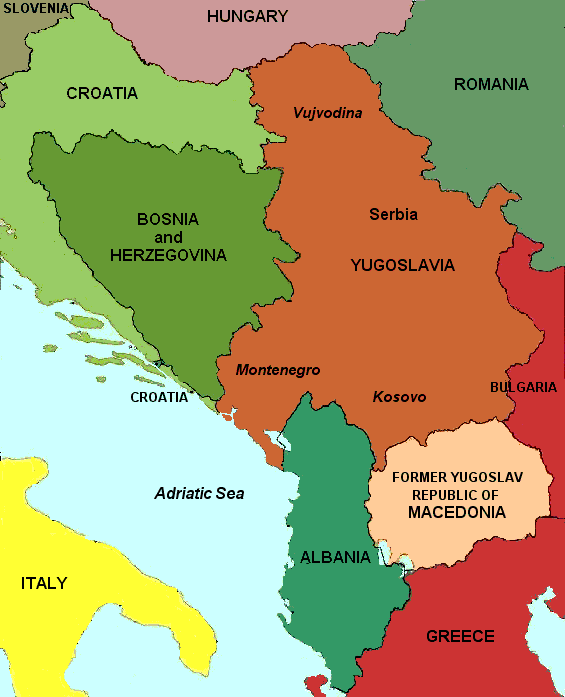 SLOVENIA
HUNGARY
CROATIA
ROMANIA
Vujvodina
BOSNIA
and
HERZEGOVINA
Serbia
YUGOSLAVIA
Montenegro
Kosovo
BULGARIA
CROATIA
FORMER YUGOSLAV
REPUBLIC OF
MACEDONIA
Adriatic Sea
ALBANIA
ITALY
GREECE